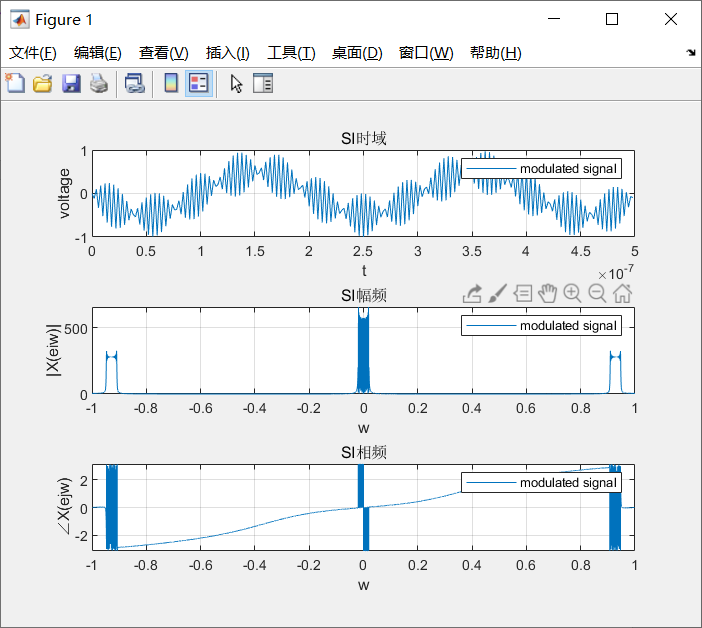 Figure 1
文件(F) 编辑(E) 查看(V) 插入(I) 工具(T) 桌面(D) 窗口(W) 帮助(H)
SI时域
modulated signal
voltage
1
0
-1
0 0.5 1 1.5 2 2.5 3 3.5 4 4.5 5
×10-7
t
SI幅频
modulated signal
|X(eiw)|
500
0
-1 -0.8 -0.6 -0.4 -0.2 0 0.2 0.4 0.6 0.8 1
w
SI相频
modulated signal
∠X(ejw)
2
0
-2
-1 -0.8 -0.6 -0.4 -0.2 0 0.2 0.4 0.6 0.8 1
w